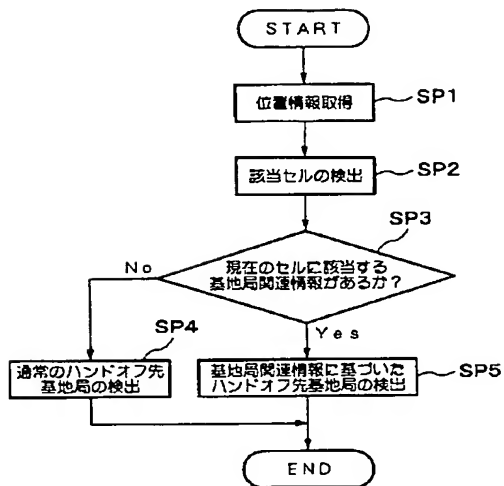 START
位置情報取得
SP1
該当セルの検出
SP2
SP3
現在のセルに該当する
基地局関連情報があるか?
No
Yes
SP4
通常のハンドオフ先
基地局の検出
基地局関連情報に基づいた
ハンドオフ先基地局の検出
SP5
END